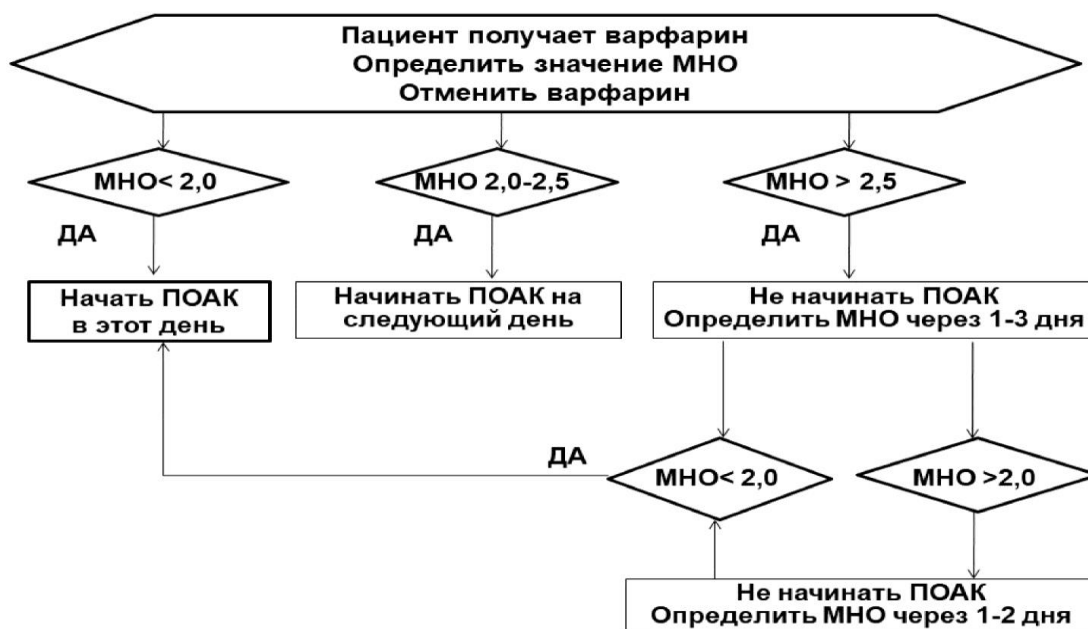 Пациент получает варфарин
Определить значение МНО
Отменить варфарин
МНО< 2,0
МНО 2,0-2,5
МНО > 2,5
ДА
ДА
ДА
Начать ПОАК
в этот день
Начинать ПОАК на
следующий день
Не начинать ПОАК
Определить МНО через 1-3 дня
ДА
МНО< 2,0
МНО >2,0
Не начинать ПОАК
Определить МНО через 1-2 дня